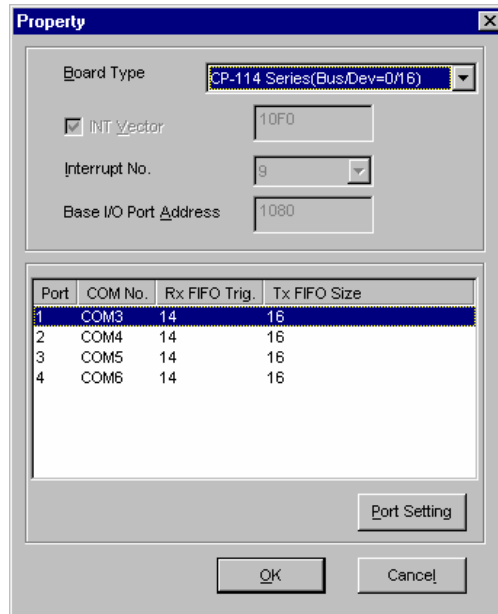 Property
Board Type CP-114 Series(Bus/Dev=0/16)
INT Vector 10F0
Interrupt No. 9
Base I/O Port Address 1080
Port COM No. Rx FIFO Trig. Tx FIFO Size
1 COM3 14 16
2 COM4 14 16
3 COM5 14 16
4 COM6 14 16
Port Setting
OK Cancel